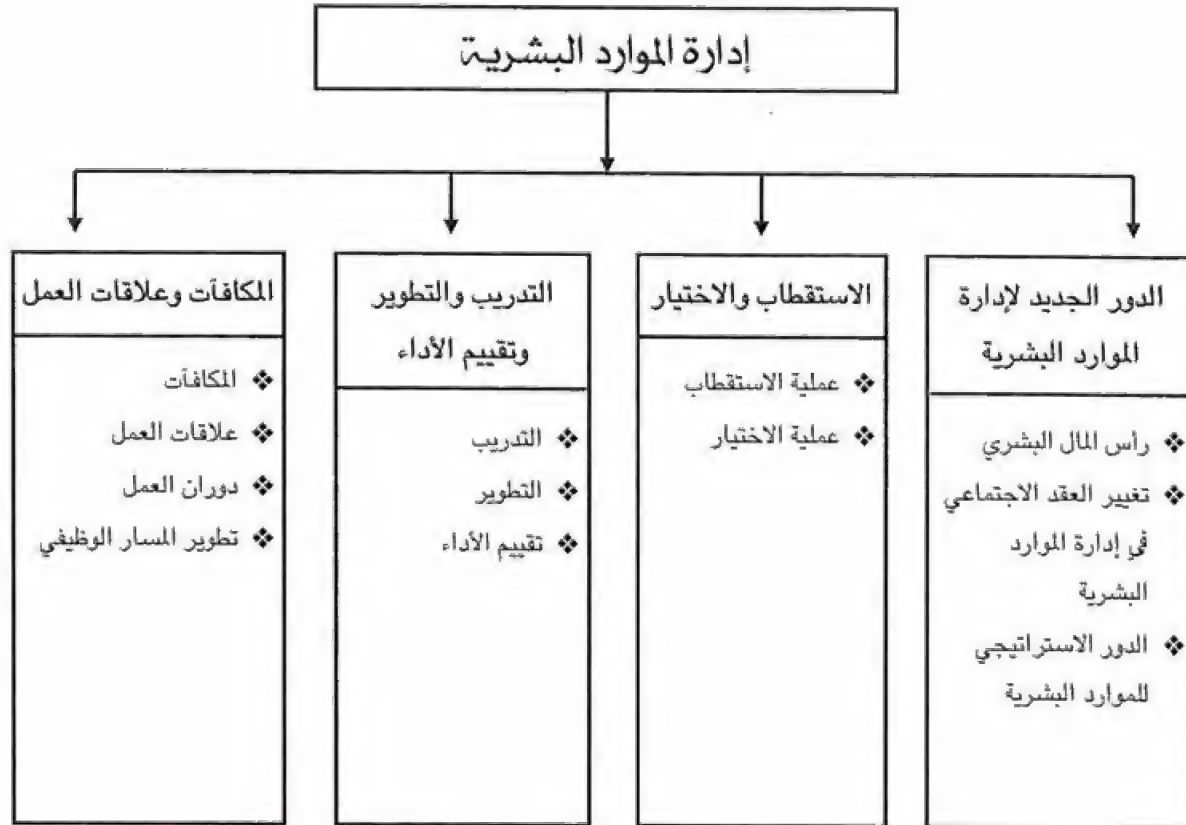 إدارة الموارد البشرية
الدور الجديد لإدارة
الموارد البشرية
❖ رأس المال البشري
❖ تغيير العقد الاجتماعي
في إدارة الموارد
البشرية
❖ الدور الاستراتيجي
للموارد البشرية
الاستقطاب والاختيار
❖ عملية الاستقطاب
❖ عملية الاختيار
التدريب والتطوير
وتقييم الأداء
❖ التدريب
❖ التطوير
❖ تقييم الأداء
المكافآت وعلاقات العمل
❖ المكافآت
❖ علاقات العمل
❖ دوران العمل
❖ تطوير المسار الوظيفي